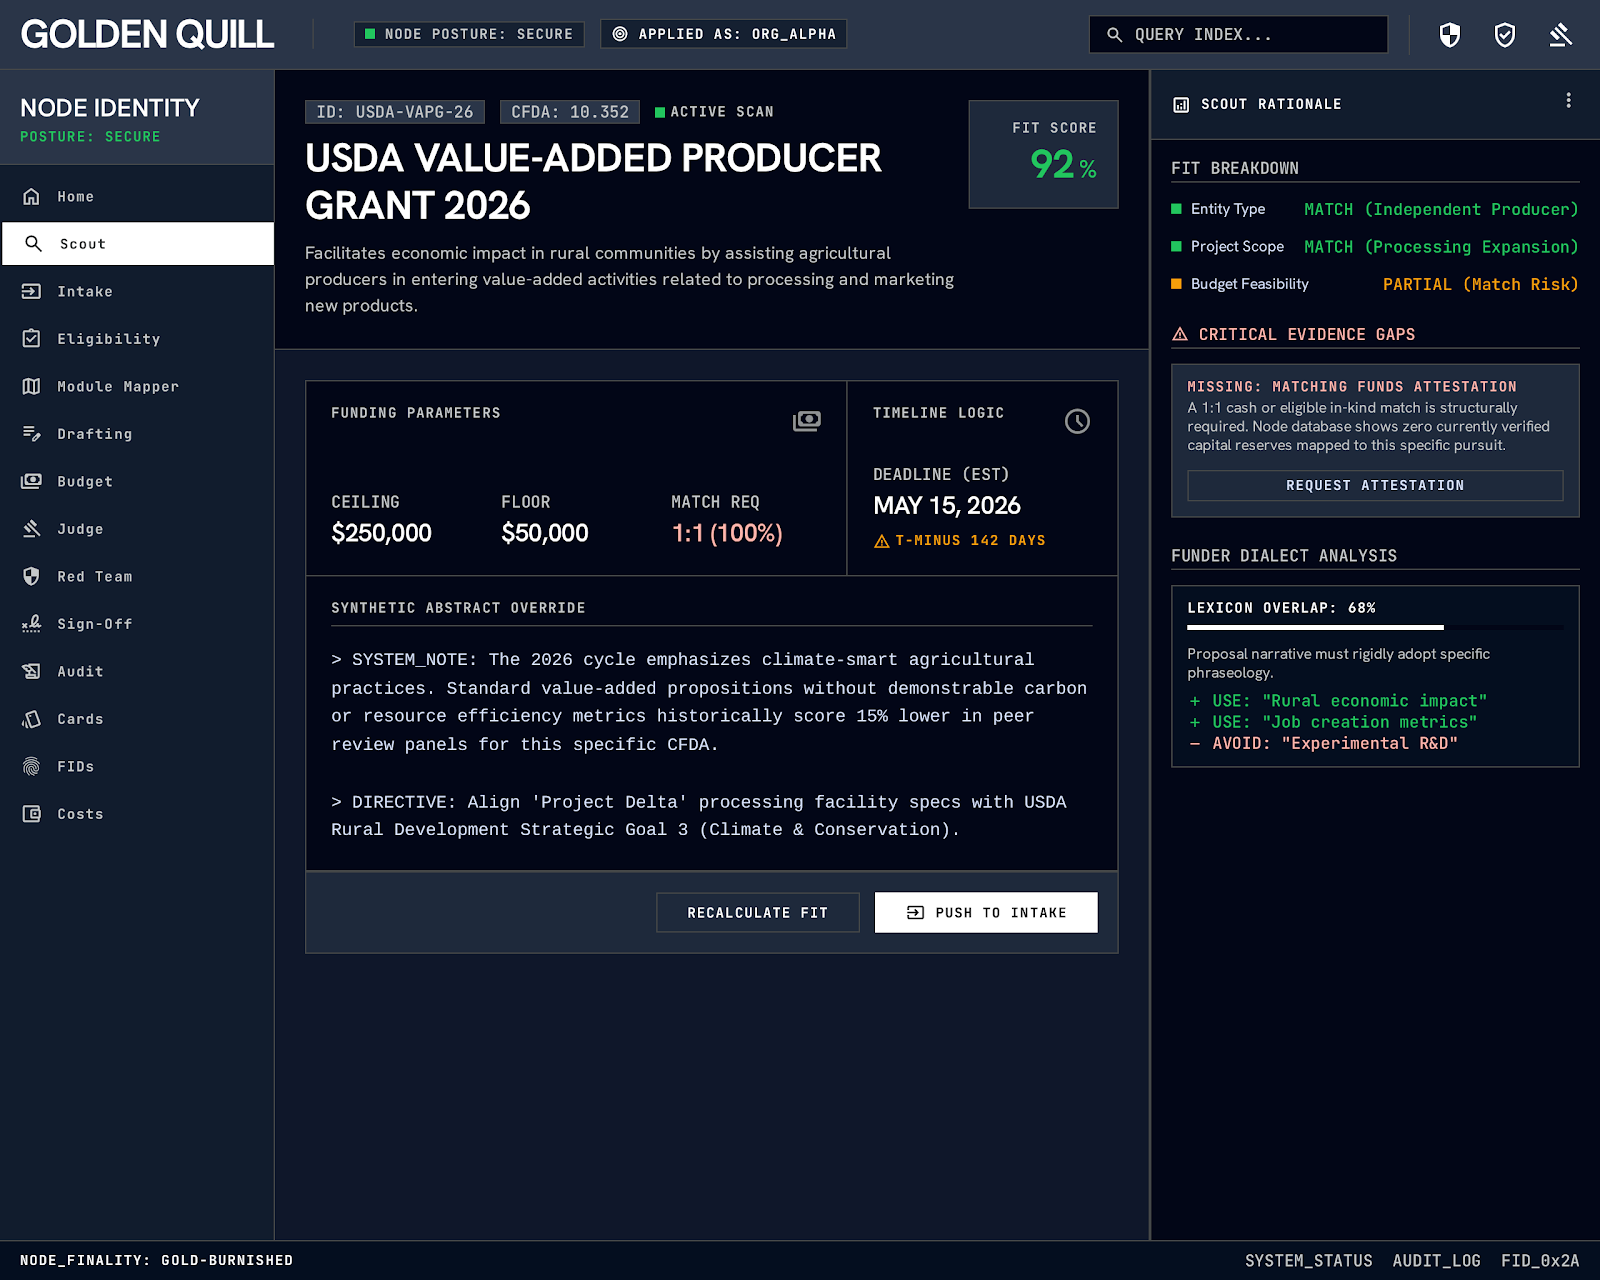 GOLDEN QUILL
NODE POSTURE: SECURE
APPLIED AS: ORG_ALPHA
QUERY INDEX...
NODE IDENTITY
POSTURE: SECURE
Home
Scout
Intake
Eligibility
Module Mapper
Drafting
Budget
Judge
Red Team
Sign-Off
Audit
Cards
FIDs
Costs
ID: USDA-VAPG-26
CFDA: 10.352
ACTIVE SCAN
USDA VALUE-ADDED PRODUCER
GRANT 2026
Facilitates economic impact in rural communities by assisting agricultural
producers in entering value-added activities related to processing and marketing
new products.
FIT SCORE
92%
FUNDING PARAMETERS
CEILING
$250,000
FLOOR
$50,000
MATCH REQ
1:1 (100%)
TIMELINE LOGIC
DEADLINE (EST)
MAY 15, 2026
T-MINUS 142 DAYS
SYNTHETIC ABSTRACT OVERRIDE
> SYSTEM_NOTE: The 2026 cycle emphasizes climate-smart agricultural
practices. Standard value-added propositions without demonstrable carbon
or resource efficiency metrics historically score 15% lower in peer
review panels for this specific CFDA.
> DIRECTIVE: Align 'Project Delta' processing facility specs with USDA
Rural Development Strategic Goal 3 (Climate & Conservation).
RECALCULATE FIT
PUSH TO INTAKE
SCOUT RATIONALE
FIT BREAKDOWN
Entity Type MATCH (Independent Producer)
Project Scope MATCH (Processing Expansion)
Budget Feasibility PARTIAL (Match Risk)
CRITICAL EVIDENCE GAPS
MISSING: MATCHING FUNDS ATTESTATION
A 1:1 cash or eligible in-kind match is structurally
required. Node database shows zero currently verified
capital reserves mapped to this specific pursuit.
REQUEST ATTESTATION
FUNDER DIALECT ANALYSIS
LEXICON OVERLAP: 68%
Proposal narrative must rigidly adopt specific
phraseology.
+ USE: "Rural economic impact"
+ USE: "Job creation metrics"
− AVOID: "Experimental R&D"
NODE_FINALITY: GOLD-BURNISHED
SYSTEM_STATUS
AUDIT_LOG
FID_0x2A